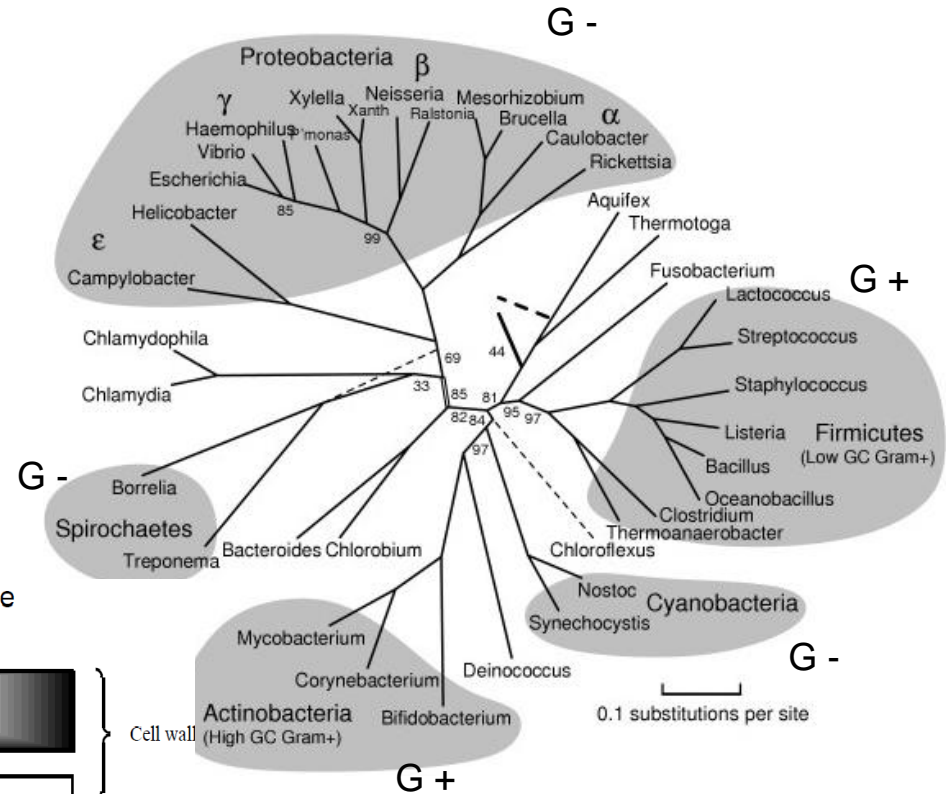 G -
Proteobacteria
β
γ
Xylella
Neisseria
Mesorhizobium
Xanth
Ralstonia
Brucella
α
Haemophilus
P'monas
Caulobacter
Vibrio
Rickettsia
Escherichia
85
Helicobacter
99
ε
Campylobacter
Aquifex
Thermotoga
Fusobacterium
G +
Lactococcus
Streptococcus
Staphylococcus
Listeria
Firmicutes
(Low GC Gram+)
Bacillus
Oceanobacillus
Clostridium
Thermoanaerobacter
Chlamydophila
Chlamydia
69
44
33
85
81
82
84
95
97
97
G -
Borrelia
Spirochaetes
Treponema
Bacteroides
Chlorobium
Chloroflexus
Nostoc
Cyanobacteria
Synechocystis
G -
e
Mycobacterium
Corynebacterium
Deinococcus
Actinobacteria
(High GC Gram+)
Bifidobacterium
0.1 substitutions per site
Cell wall
G +